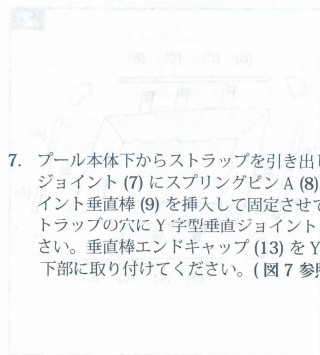 7. プール本体下からストラップを引き出し
ジョイント (7) にスプリングピン A (8)
イント垂直棒 (9) を挿入して固定させて
トラップの穴に Y 字型垂直ジョイント
さい。垂直棒エンドキャップ (13) を Y
下部に取り付けてください。( 図 7 参照